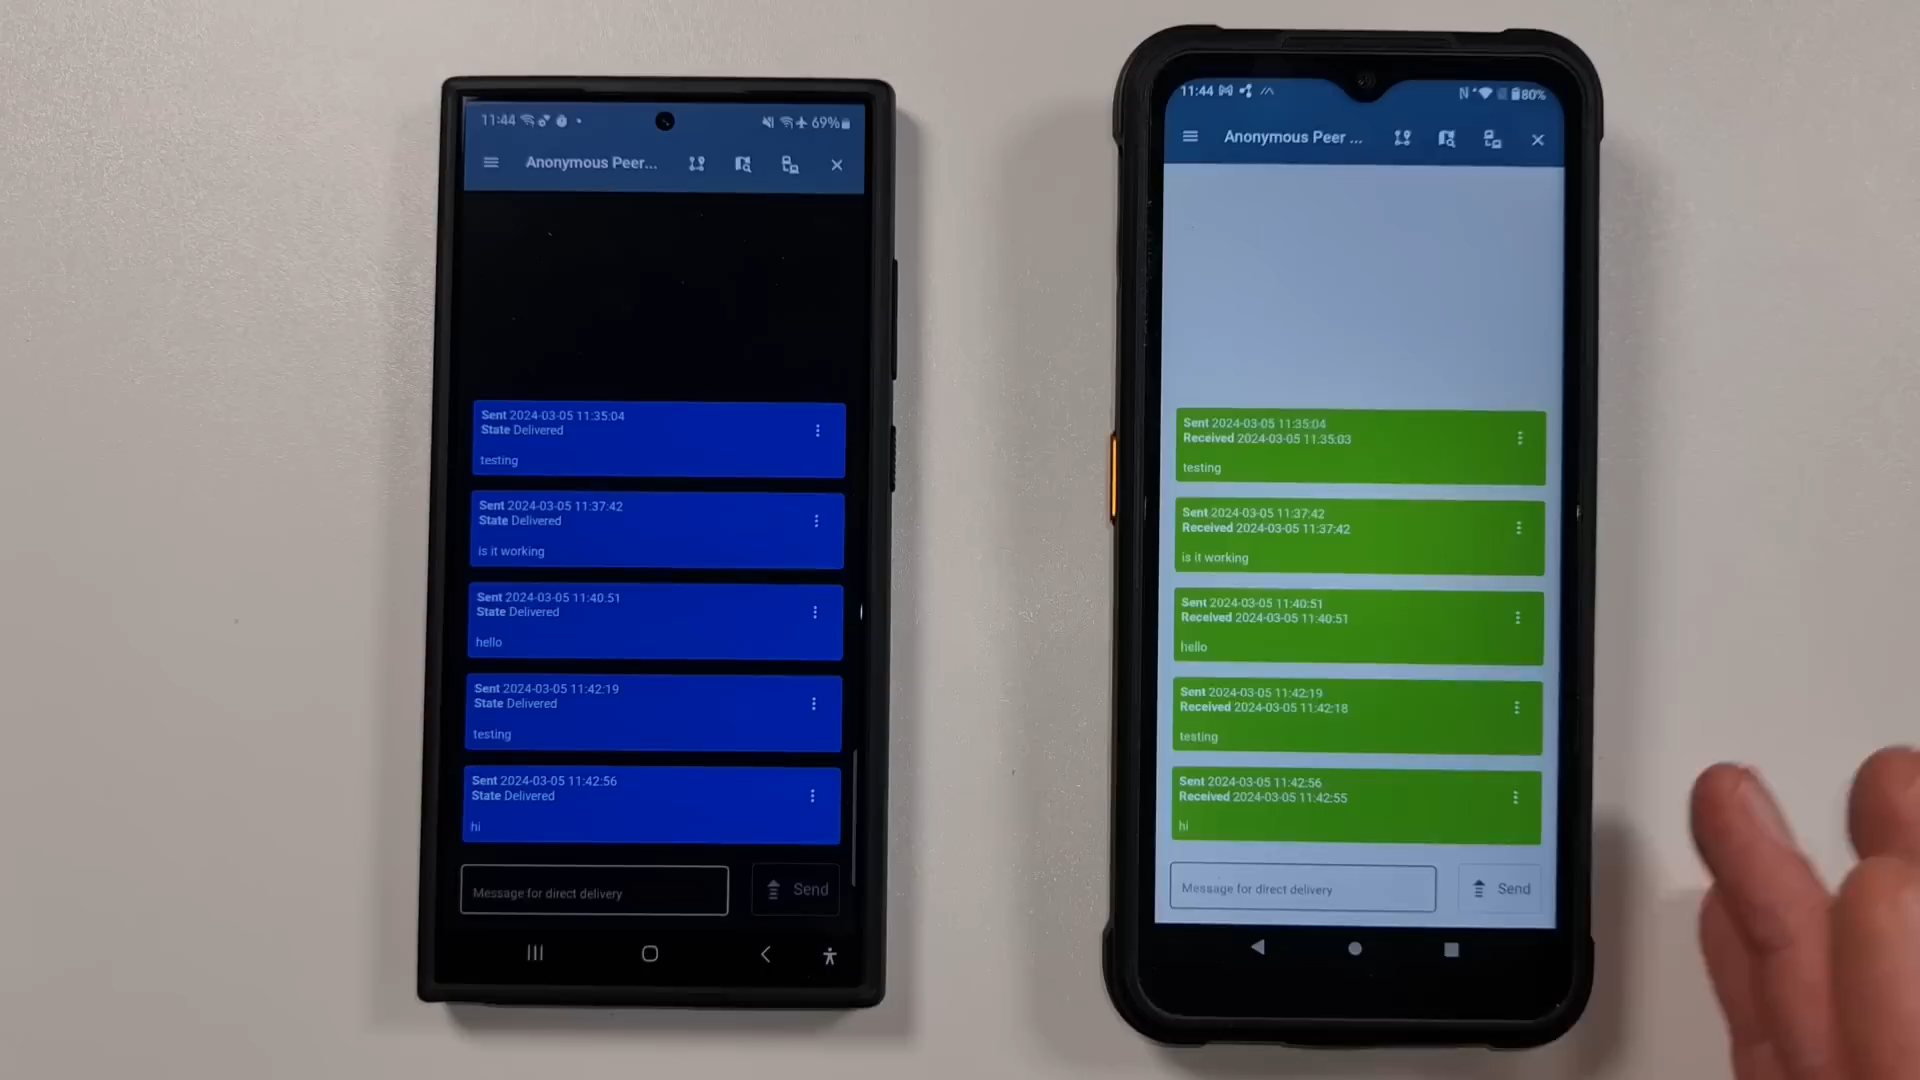 11:44
69%
Anonymous Peer...
Sent 2024-03-05 11:35:04
State Delivered
testing
Sent 2024-03-05 11:37:42
State Delivered
is it working
Sent 2024-03-05 11:40:51
State Delivered
hello
Sent 2024-03-05 11:42:19
State Delivered
testing
Sent 2024-03-05 11:42:56
State Delivered
hi
Message for direct delivery
Send
11:44
80%
Anonymous Peer ...
Sent 2024-03-05 11:35:04
Received 2024-03-05 11:35:03
testing
Sent 2024-03-05 11:37:42
Received 2024-03-05 11:37:42
is it working
Sent 2024-03-05 11:40:51
Received 2024-03-05 11:40:51
hello
Sent 2024-03-05 11:42:19
Received 2024-03-05 11:42:18
testing
Sent 2024-03-05 11:42:56
Received 2024-03-05 11:42:55
hi
Message for direct delivery
Send